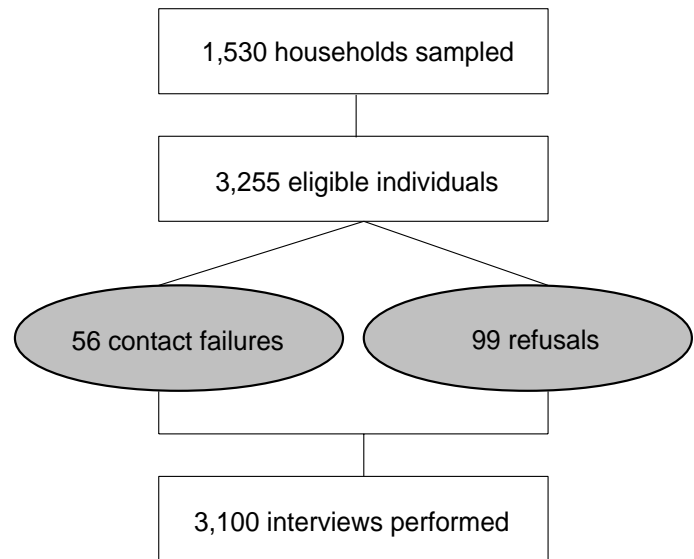 1,530 households sampled
3,255 eligible individuals
56 contact failures
99 refusals
3,100 interviews performed